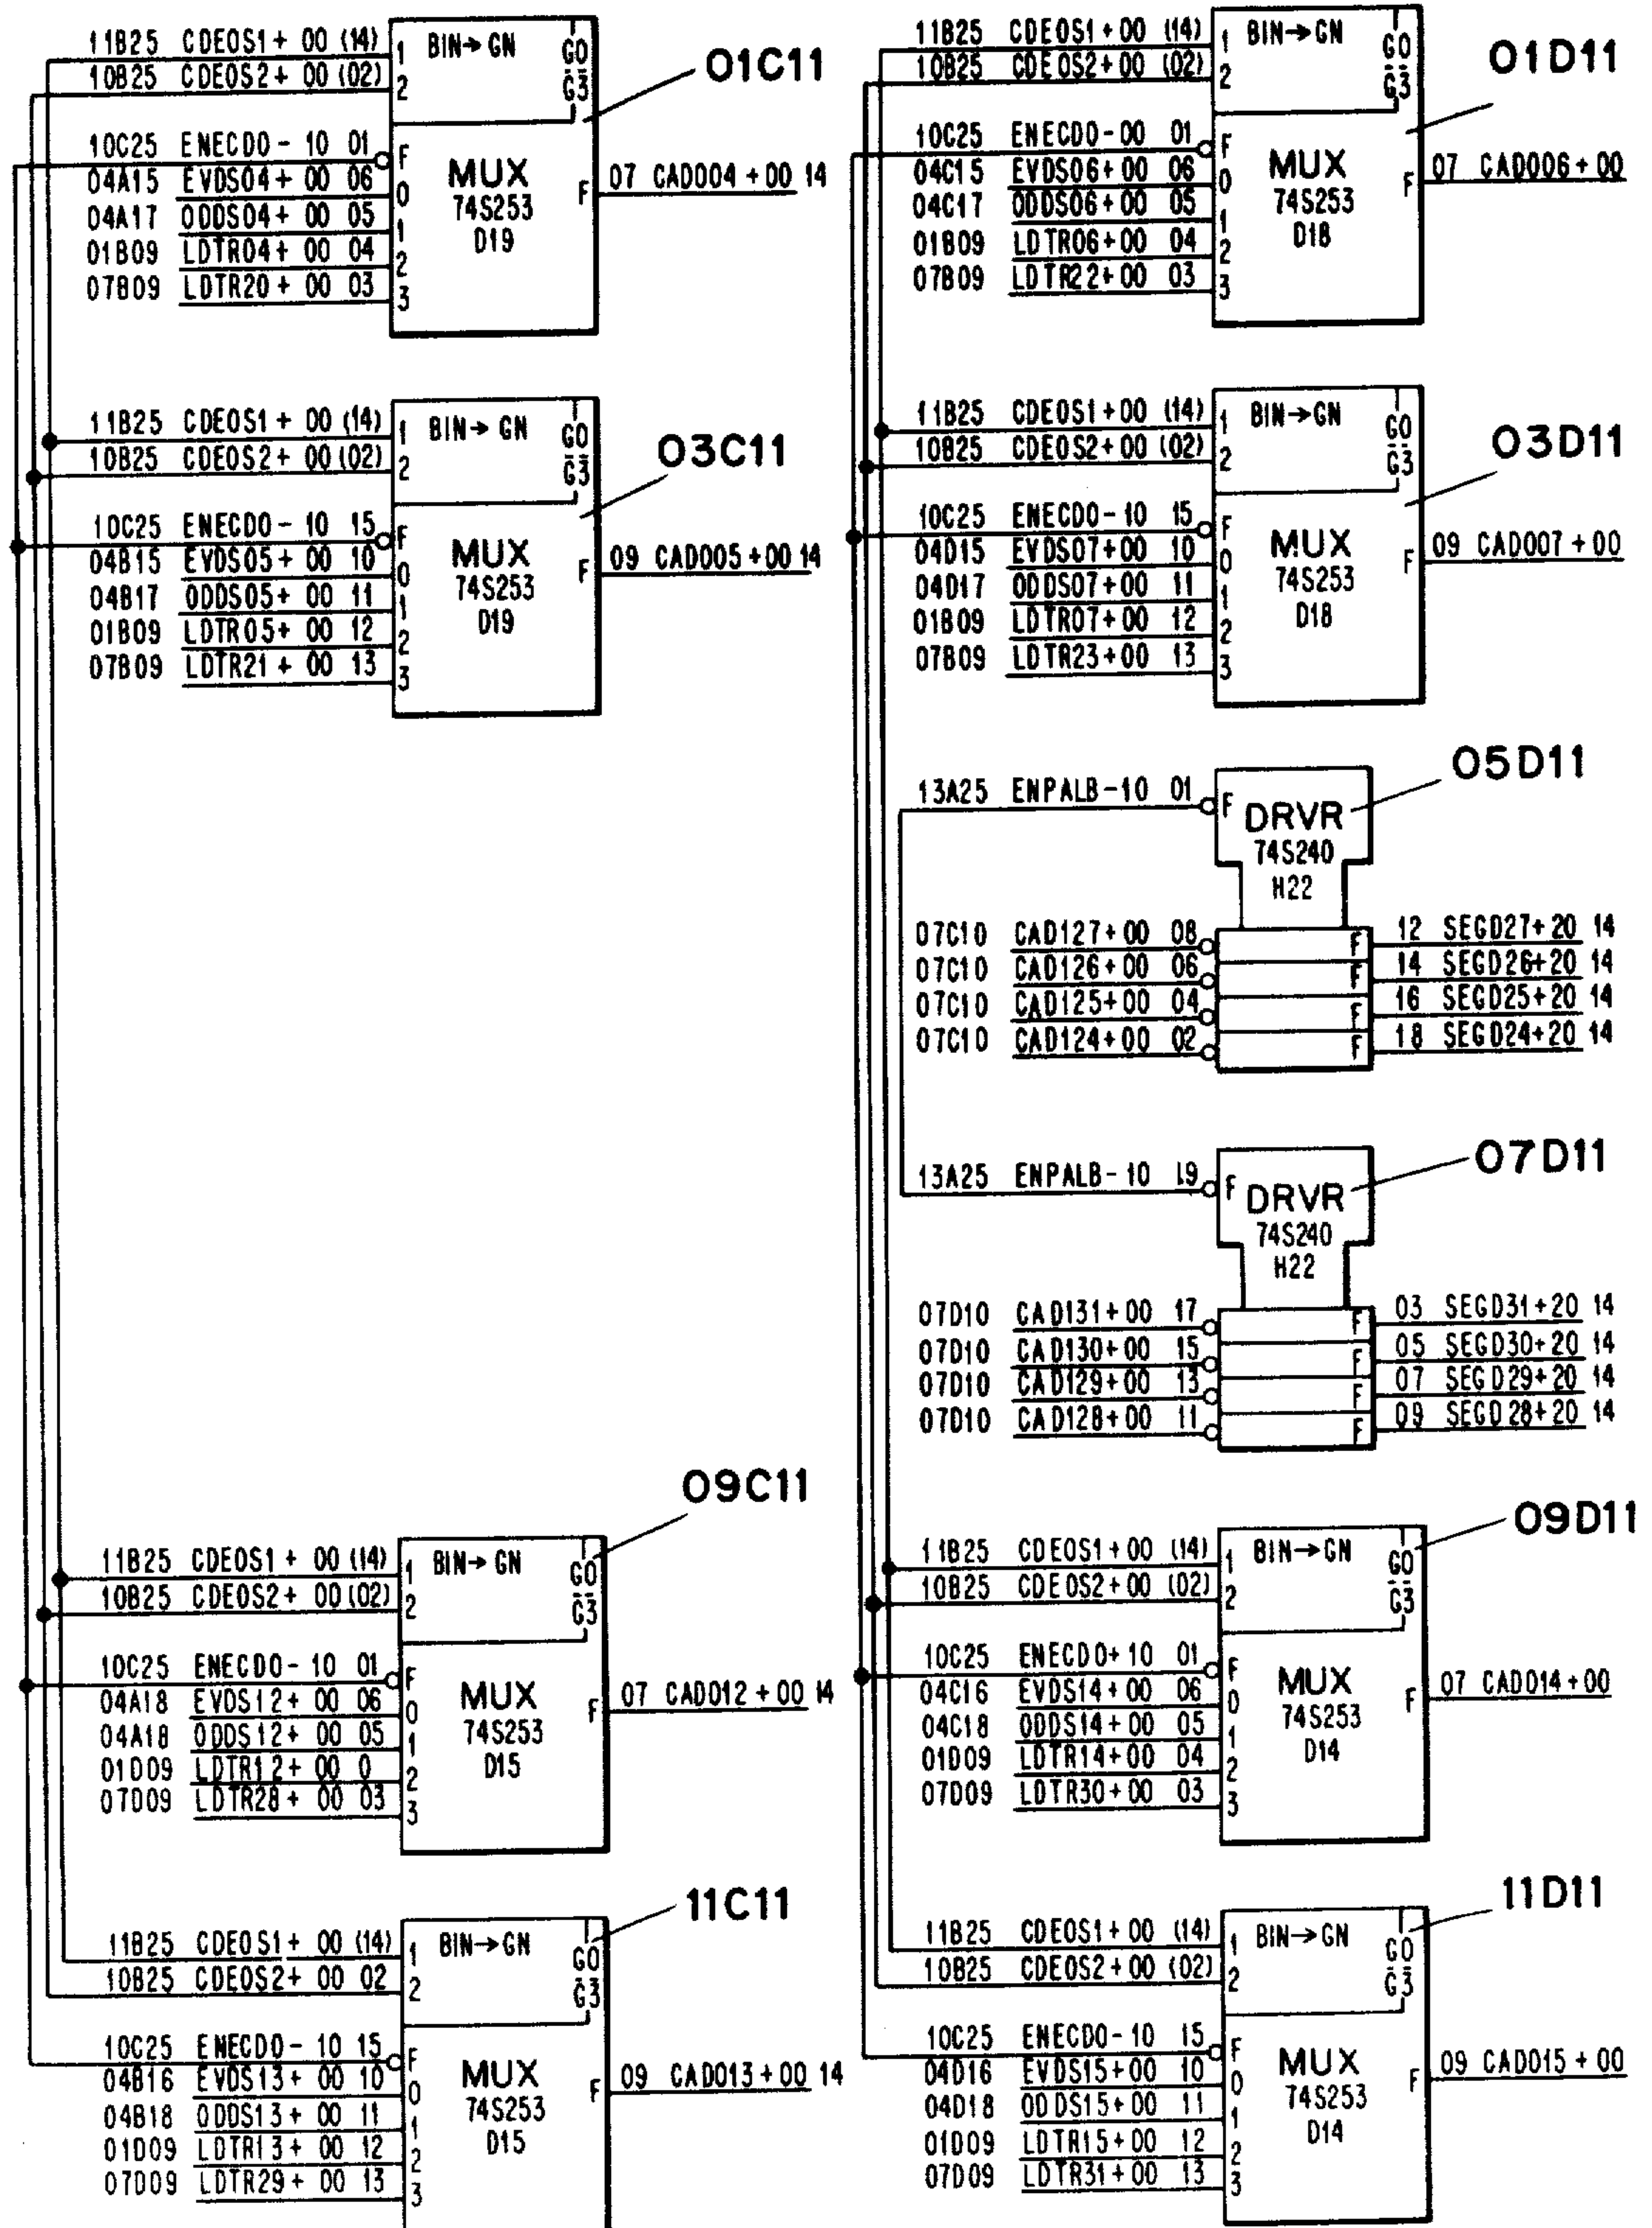 11B25 CDEOS1+00 (14) 1 BIN→GN G0
10B25 CDEOS2+00 (02) 2 G3
01C11
10C25 ENECDO-10 01 F
04A15 EVDS04+00 06 0 MUX F 07 CAD004+00 14
04A17 ODDS04+00 05 1 74S253
01B09 LDTR04+00 04 2 D19
07B09 LDTR20+00 03 3
11B25 CDEOS1+00 (14) 1 BIN→GN G0
10B25 CDEOS2+00 (02) 2 G3
03C11
10C25 ENECDO-10 15 F
04B15 EVDS05+00 10 0 MUX F 09 CAD005+00 14
04B17 ODDS05+00 11 1 74S253
01B09 LDTR05+00 12 2 D19
07B09 LDTR21+00 13 3
09C11
11B25 CDEOS1+00 (14) 1 BIN→GN G0
10B25 CDEOS2+00 (02) 2 G3
10C25 ENECDO-10 01 F
04A18 EVDS12+00 06 0 MUX F 07 CAD012+00 14
04A18 ODDS12+00 05 1 74S253
01D09 LDTR12+00 0 2 D15
07D09 LDTR28+00 03 3
11C11
11B25 CDEOS1+00 (14) 1 BIN→GN G0
10B25 CDEOS2+00 02 2 G3
10C25 ENECDO-10 15 F
04B16 EVDS13+00 10 0 MUX F 09 CAD013+00 14
04B18 ODDS13+00 11 1 74S253
01D09 LDTR13+00 12 2 D15
07D09 LDTR29+00 13 3
11B25 CDEOS1+00 (14) 1 BIN→GN G0
10B25 CDEOS2+00 (02) 2 G3
01D11
10C25 ENECDO-00 01 F
04C15 EVDS06+00 06 0 MUX F 07 CAD006+00
04C17 ODDS06+00 05 1 74S253
01B09 LDTR06+00 04 2 D18
07B09 LDTR22+00 03 3
11B25 CDEOS1+00 (14) 1 BIN→GN G0
10B25 CDEOS2+00 (02) 2 G3
03D11
10C25 ENECDO-10 15 F
04D15 EVDS07+00 10 0 MUX F 09 CAD007+00
04D17 ODDS07+00 11 1 74S253
01B09 LDTR07+00 12 2 D18
07B09 LDTR23+00 13 3
05D11
13A25 ENPALB-10 01 F DRVR
74S240
H22
07C10 CAD127+00 08 F 12 SEGD27+20 14
07C10 CAD126+00 06 F 14 SEGD26+20 14
07C10 CAD125+00 04 F 16 SEGD25+20 14
07C10 CAD124+00 02 F 18 SEGD24+20 14
07D11
13A25 ENPALB-10 19 F DRVR
74S240
H22
07D10 CAD131+00 17 F 03 SEGD31+20 14
07D10 CAD130+00 15 F 05 SEGD30+20 14
07D10 CAD129+00 13 F 07 SEGD29+20 14
07D10 CAD128+00 11 F 09 SEGD28+20 14
09D11
11B25 CDEOS1+00 (14) 1 BIN→GN G0
10B25 CDEOS2+00 (02) 2 G3
10C25 ENECDO+10 01 F
04C16 EVDS14+00 06 0 MUX F 07 CAD014+00
04C18 ODDS14+00 05 1 74S253
01D09 LDTR14+00 04 2 D14
07D09 LDTR30+00 03 3
11D11
11B25 CDEOS1+00 (14) 1 BIN→GN G0
10B25 CDEOS2+00 (02) 2 G3
10C25 ENECDO-10 15 F
04D16 EVDS15+00 10 0 MUX F 09 CAD015+00
04D18 ODDS15+00 11 1 74S253
01D09 LDTR15+00 12 2 D14
07D09 LDTR31+00 13 3